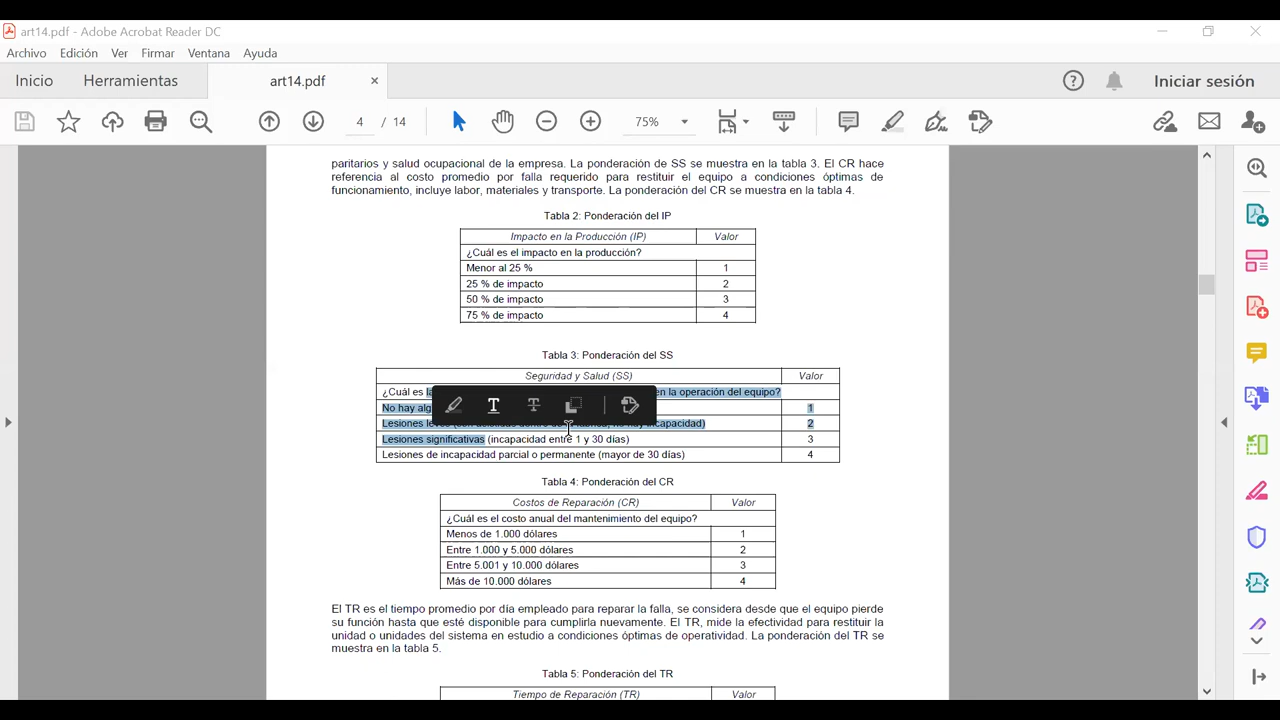 art14.pdf - Adobe Acrobat Reader DC
Archivo Edición Ver Firmar Ventana Ayuda
Inicio Herramientas art14.pdf × Iniciar sesión
4 / 14 75%
paritarios y salud ocupacional de la empresa. La ponderación de SS se muestra en la tabla 3. El CR hace
referencia al costo promedio por falla requerido para restituir el equipo a condiciones óptimas de
funcionamiento, incluye labor, materiales y transporte. La ponderación del CR se muestra en la tabla 4.
Tabla 2: Ponderación del IP
Impacto en la Producción (IP) Valor
¿Cuál es el impacto en la producción?
Menor al 25 % 1
25 % de impacto 2
50 % de impacto 3
75 % de impacto 4
Tabla 3: Ponderación del SS
Seguridad y Salud (SS) Valor
¿Cuál es en la operación del equipo?
No hay 1
Lesiones 2
Lesiones significativas (incapacidad entre 1 y 30 días) 3
Lesiones de incapacidad parcial o permanente (mayor de 30 días) 4
Tabla 4: Ponderación del CR
Costos de Reparación (CR) Valor
¿Cuál es el costo anual del mantenimiento del equipo?
Menos de 1.000 dólares 1
Entre 1.000 y 5.000 dólares 2
Entre 5.001 y 10.000 dólares 3
Más de 10.000 dólares 4
El TR es el tiempo promedio por día empleado para reparar la falla, se considera desde que el equipo pierde
su función hasta que esté disponible para cumplirla nuevamente. El TR, mide la efectividad para restituir la
unidad o unidades del sistema en estudio a condiciones óptimas de operatividad. La ponderación del TR se
muestra en la tabla 5.
Tabla 5: Ponderación del TR
Tiempo de Reparación (TR) Valor